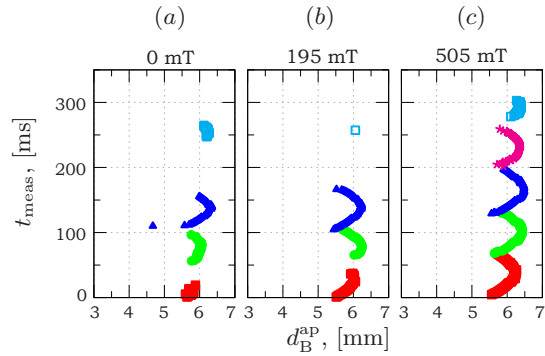 (a) (b) (c)
0 mT 195 mT 505 mT
300
200
100
0
t_meas, [ms]
3 4 5 6 7 3 4 5 6 7 3 4 5 6 7
d_B^ap, [mm]